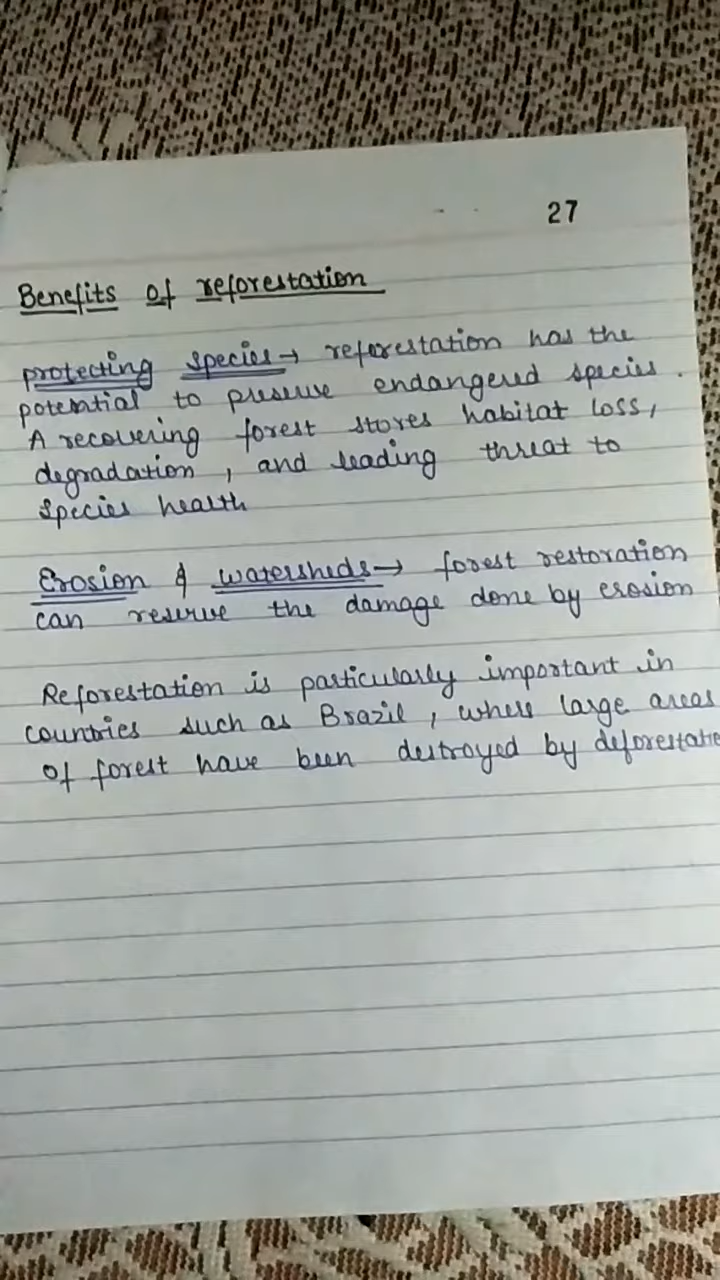 27
Benefits of reforestation
protecting species → reforestation has the
potential to preserve endangered species.
A recovering forest stores habitat loss,
degradation, and leading threat to
species health
Erosion & watersheds → forest restoration
can reserve the damage done by erosion
Reforestation is particularly important in
countries such as Brazil, where large areas
of forest have been destroyed by deforestatie